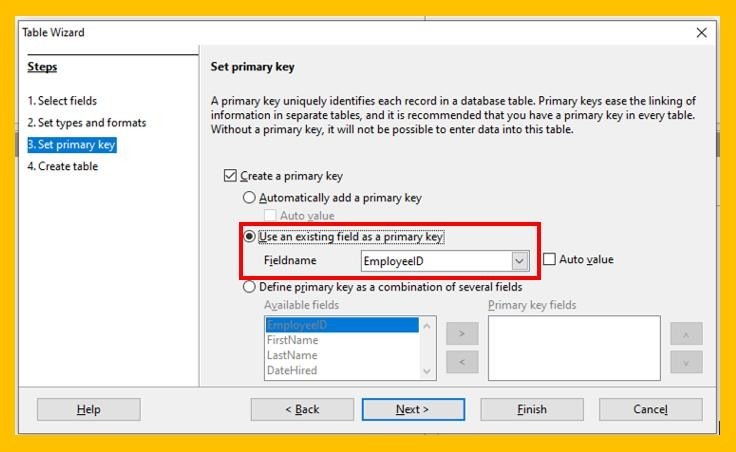 Table Wizard
Steps
1. Select fields
2. Set types and formats
3. Set primary key
4. Create table
Set primary key
A primary key uniquely identifies each record in a database table. Primary keys ease the linking of
information in separate tables, and it is recommended that you have a primary key in every table.
Without a primary key, it will not be possible to enter data into this table.
Create a primary key
Automatically add a primary key
Auto value
Use an existing field as a primary key
Fieldname EmployeeID Auto value
Define primary key as a combination of several fields
Available fields Primary key fields
EmployeeID
FirstName
LastName
DateHired
> 
<
Help < Back Next > Finish Cancel